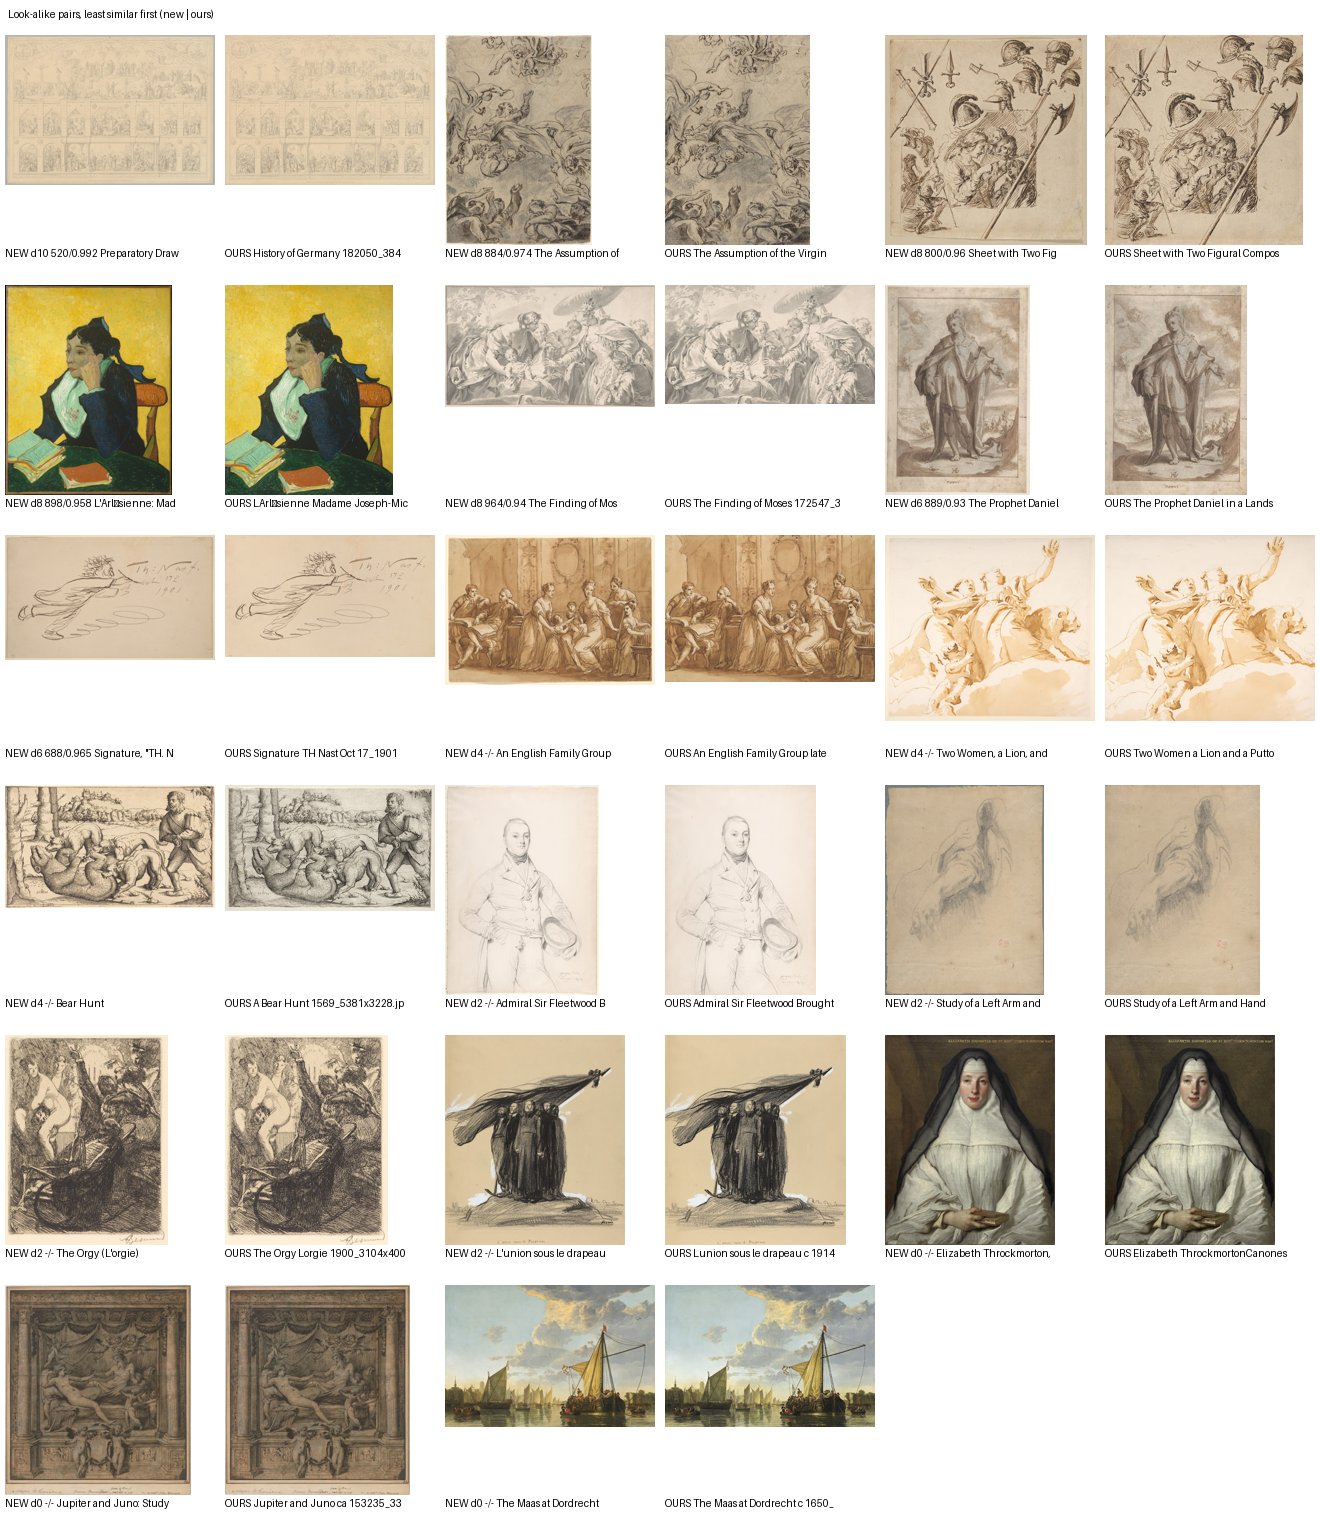 Look-alike pairs, least similar first (new | ours)
NEW d10 520/0.992 Preparatory Draw
OURS History of Germany 182050_384
NEW d8 884/0.974 The Assumption of
OURS The Assumption of the Virgin
NEW d8 800/0.96 Sheet with Two Fig
OURS Sheet with Two Figural Compos
NEW d8 898/0.958 L'Arl sienne: Mad
OURS LArl sienne Madame Joseph-Mic
NEW d8 964/0.94 The Finding of Mos
OURS The Finding of Moses 172547_3
NEW d6 889/0.93 The Prophet Daniel
OURS The Prophet Daniel in a Lands
Th: Nast.
1901
Th: Nast.
1901
NEW d6 688/0.965 Signature, "TH. N
OURS Signature TH Nast Oct 17_1901
NEW d4 -/- An English Family Group
OURS An English Family Group late
NEW d4 -/- Two Women, a Lion, and
OURS Two Women a Lion and a Putto
NEW d4 -/- Bear Hunt
OURS A Bear Hunt 1569_5381x3228.jp
NEW d2 -/- Admiral Sir Fleetwood B
OURS Admiral Sir Fleetwood Brought
NEW d2 -/- Study of a Left Arm and
OURS Study of a Left Arm and Hand
NEW d2 -/- The Orgy (L'orgie)
OURS The Orgy Lorgie 1900_3104x400
NEW d2 -/- L'union sous le drapeau
OURS Lunion sous le drapeau c 1914
NEW d0 -/- Elizabeth Throckmorton,
OURS Elizabeth ThrockmortonCanones
NEW d0 -/- Jupiter and Juno: Study
OURS Jupiter and Juno ca 153235_33
NEW d0 -/- The Maas at Dordrecht
OURS The Maas at Dordrecht c 1650_